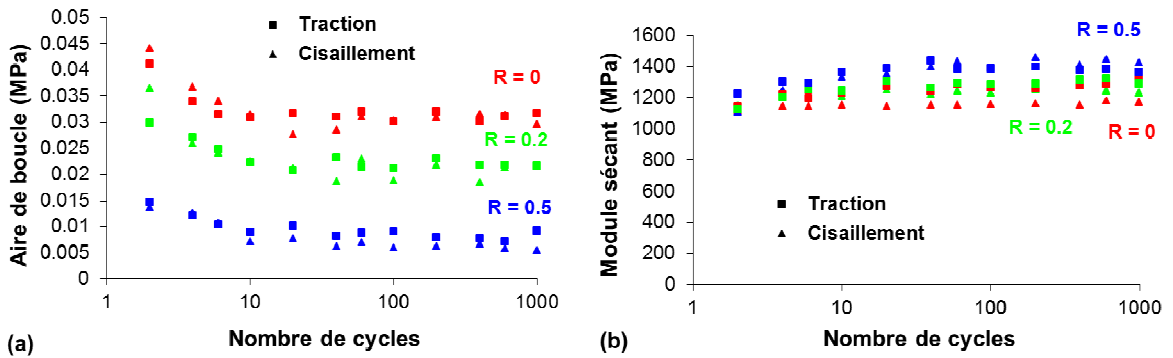 Aire de boucle (MPa)
0.05
0.045
0.04
0.035
0.03
0.025
0.02
0.015
0.01
0.005
0
Traction
Cisaillement
R = 0
R = 0.2
R = 0.5
1
10
100
1000
Nombre de cycles
(a)
Module sécant (MPa)
1600
1400
1200
1000
800
600
400
200
0
R = 0.5
R = 0.2
R = 0
Traction
Cisaillement
1
10
100
1000
Nombre de cycles
(b)